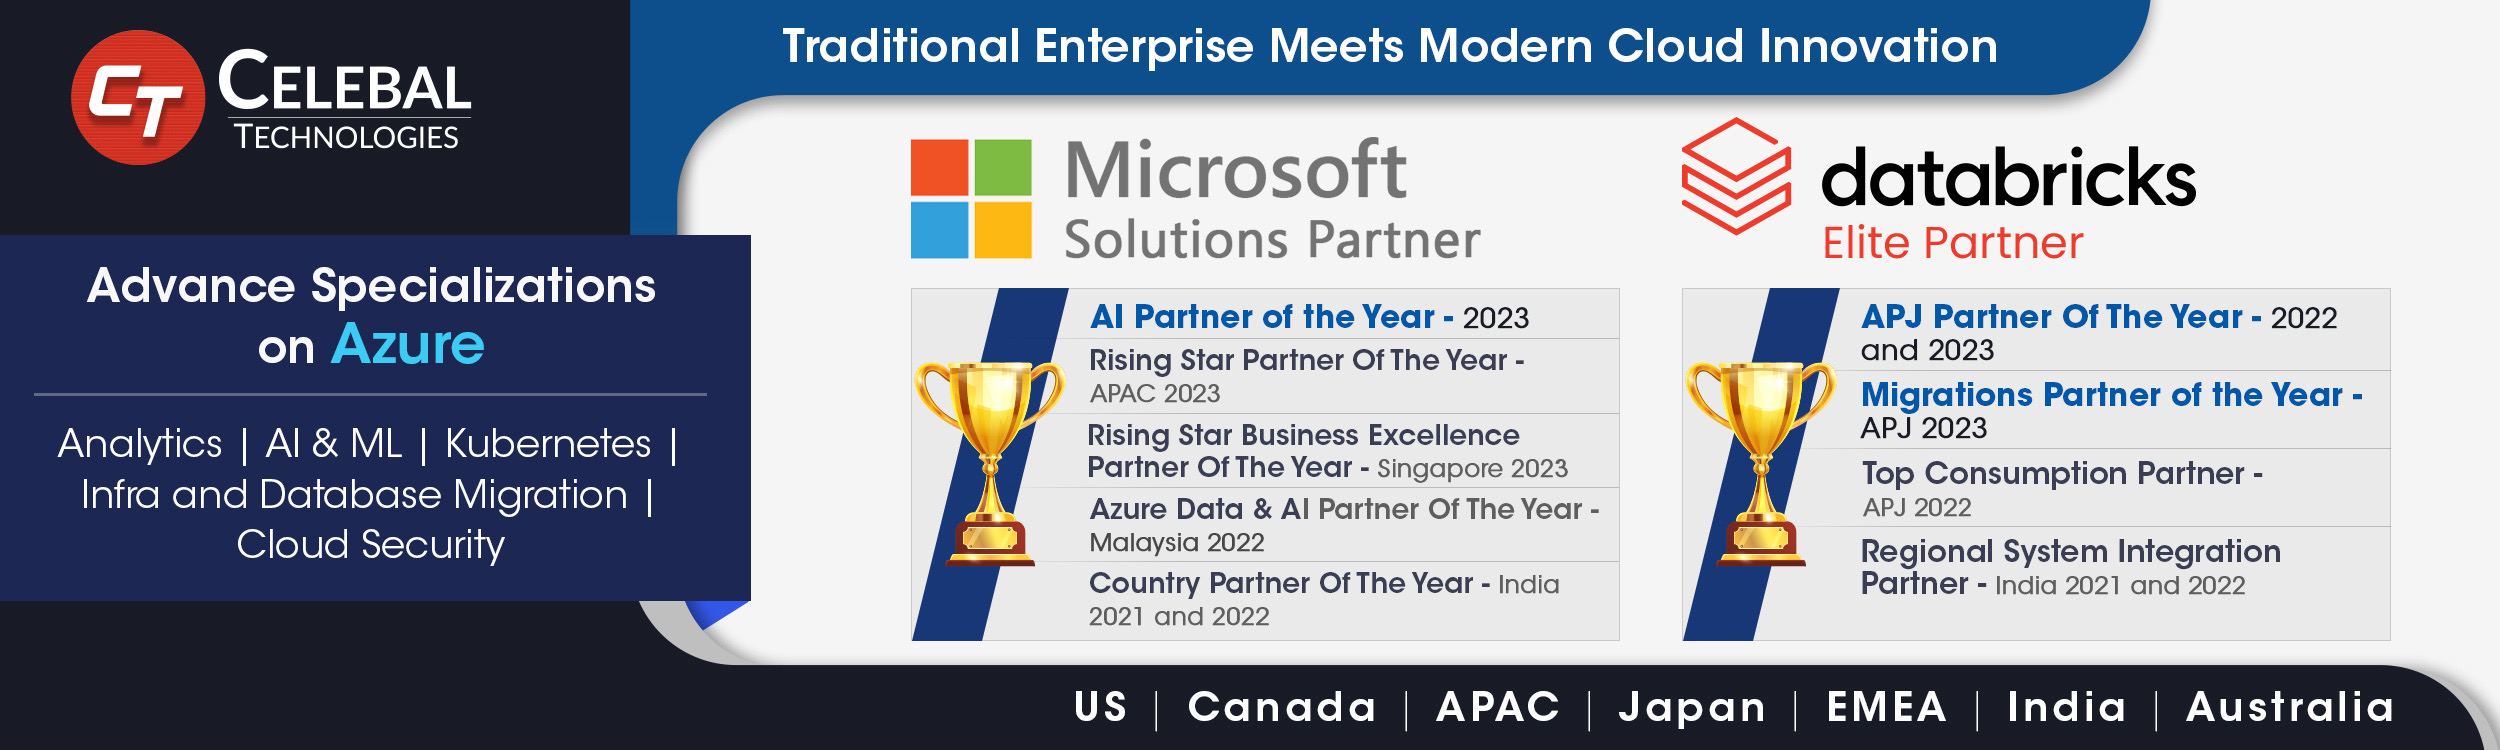 Traditional Enterprise Meets Modern Cloud Innovation
CT
CELEBAL
TECHNOLOGIES
Advance Specializations
on Azure
Analytics | AI & ML | Kubernetes |
Infra and Database Migration |
Cloud Security
Microsoft
Solutions Partner
AI Partner of the Year - 2023
Rising Star Partner Of The Year -
APAC 2023
Rising Star Business Excellence
Partner Of The Year - Singapore 2023
Azure Data & AI Partner Of The Year -
Malaysia 2022
Country Partner Of The Year - India
2021 and 2022
databricks
Elite Partner
APJ Partner Of The Year - 2022
and 2023
Migrations Partner of the Year -
APJ 2023
Top Consumption Partner -
APJ 2022
Regional System Integration
Partner - India 2021 and 2022
US | Canada | APAC | Japan | EMEA | India | Australia